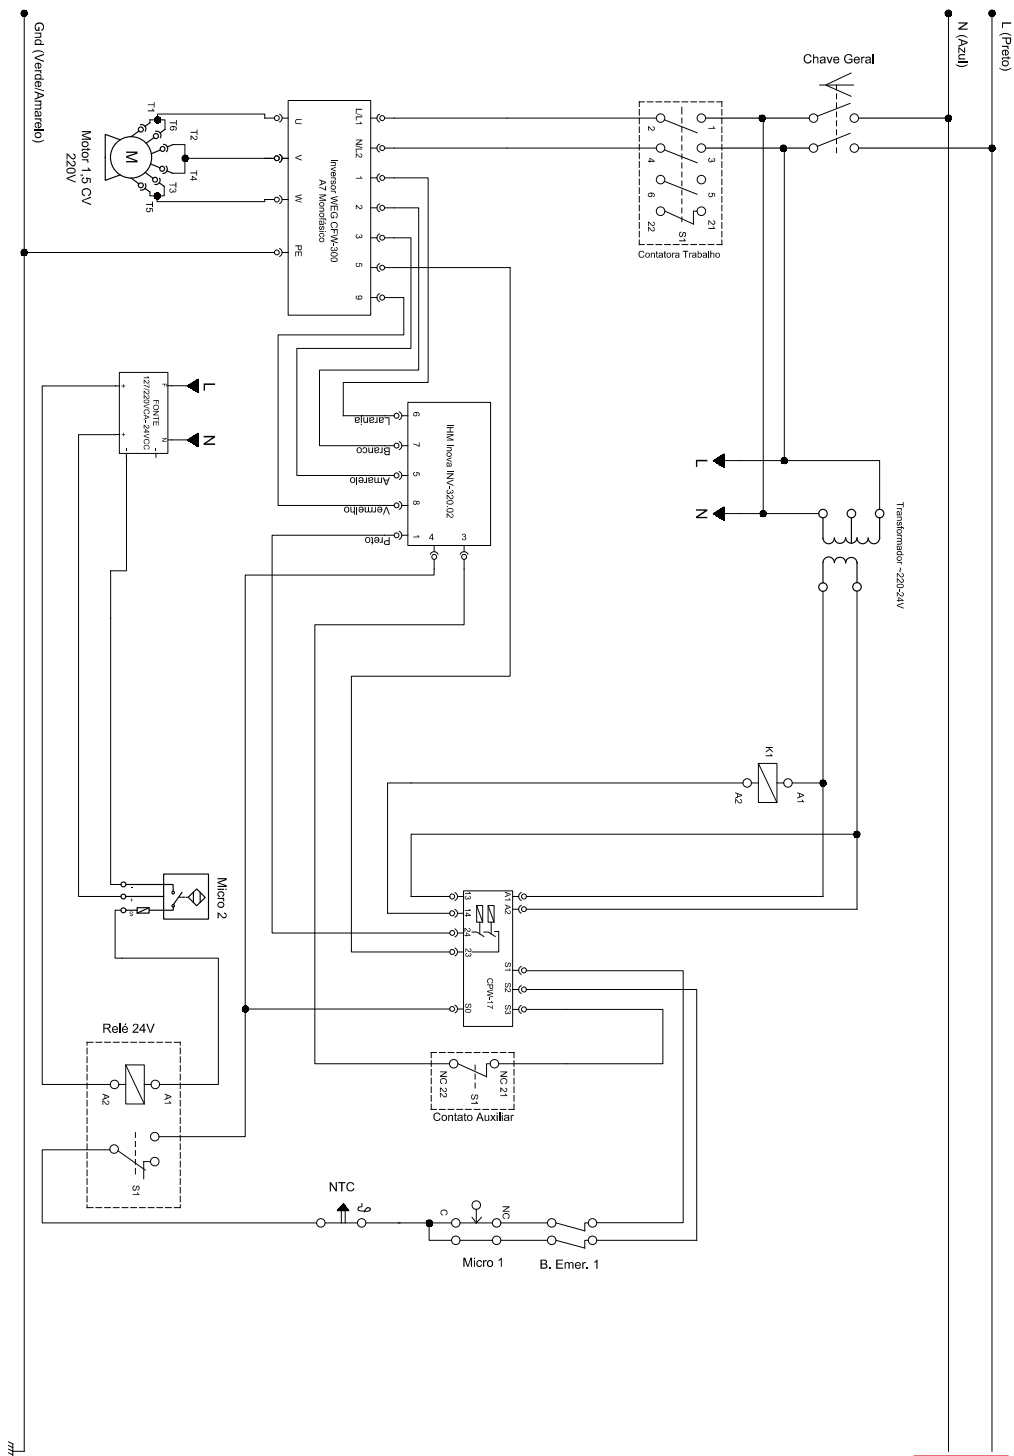 Gnd (Verde/Amarelo)
N (Azul)
L (Preto)
Chave Geral
T1
T6
T2
T4
T3
T5
M
Motor 1,5 CV
220V
U
V
W
PE
Inversor WEG CFW-300
A7 Monofásico
L/L1
N/L2
1
2
3
5
9
2
1
4
3
6
5
22
21
S1
Contatora Trabalho
L
N
F
N
FONTE
127/220VCA- 24VCC
+
+
-
-
Laranja
Branco
Amarelo
Vermelho
Preto
6
7
5
8
1
4
3
IHM Inova INV-320.02
L
N
Transformador ~220-24V
K1
A2
A1
Micro 2
-
+
S
13
14
24
23
S0
A1
A2
S1
S2
S3
CPW-17
Relé 24V
A2
A1
S1
NC 22
NC 21
S1
Contato Auxiliar
NTC
C
NC
Micro 1
B. Emer. 1